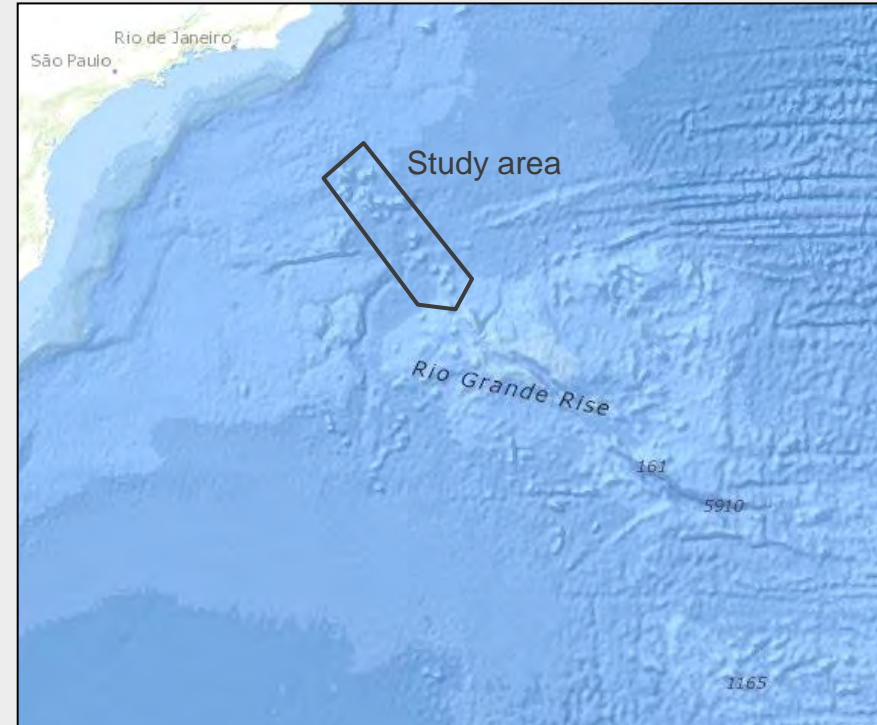 Rio de Janeiro
São Paulo
Study area
Rio Grande Rise
161
5910
1165